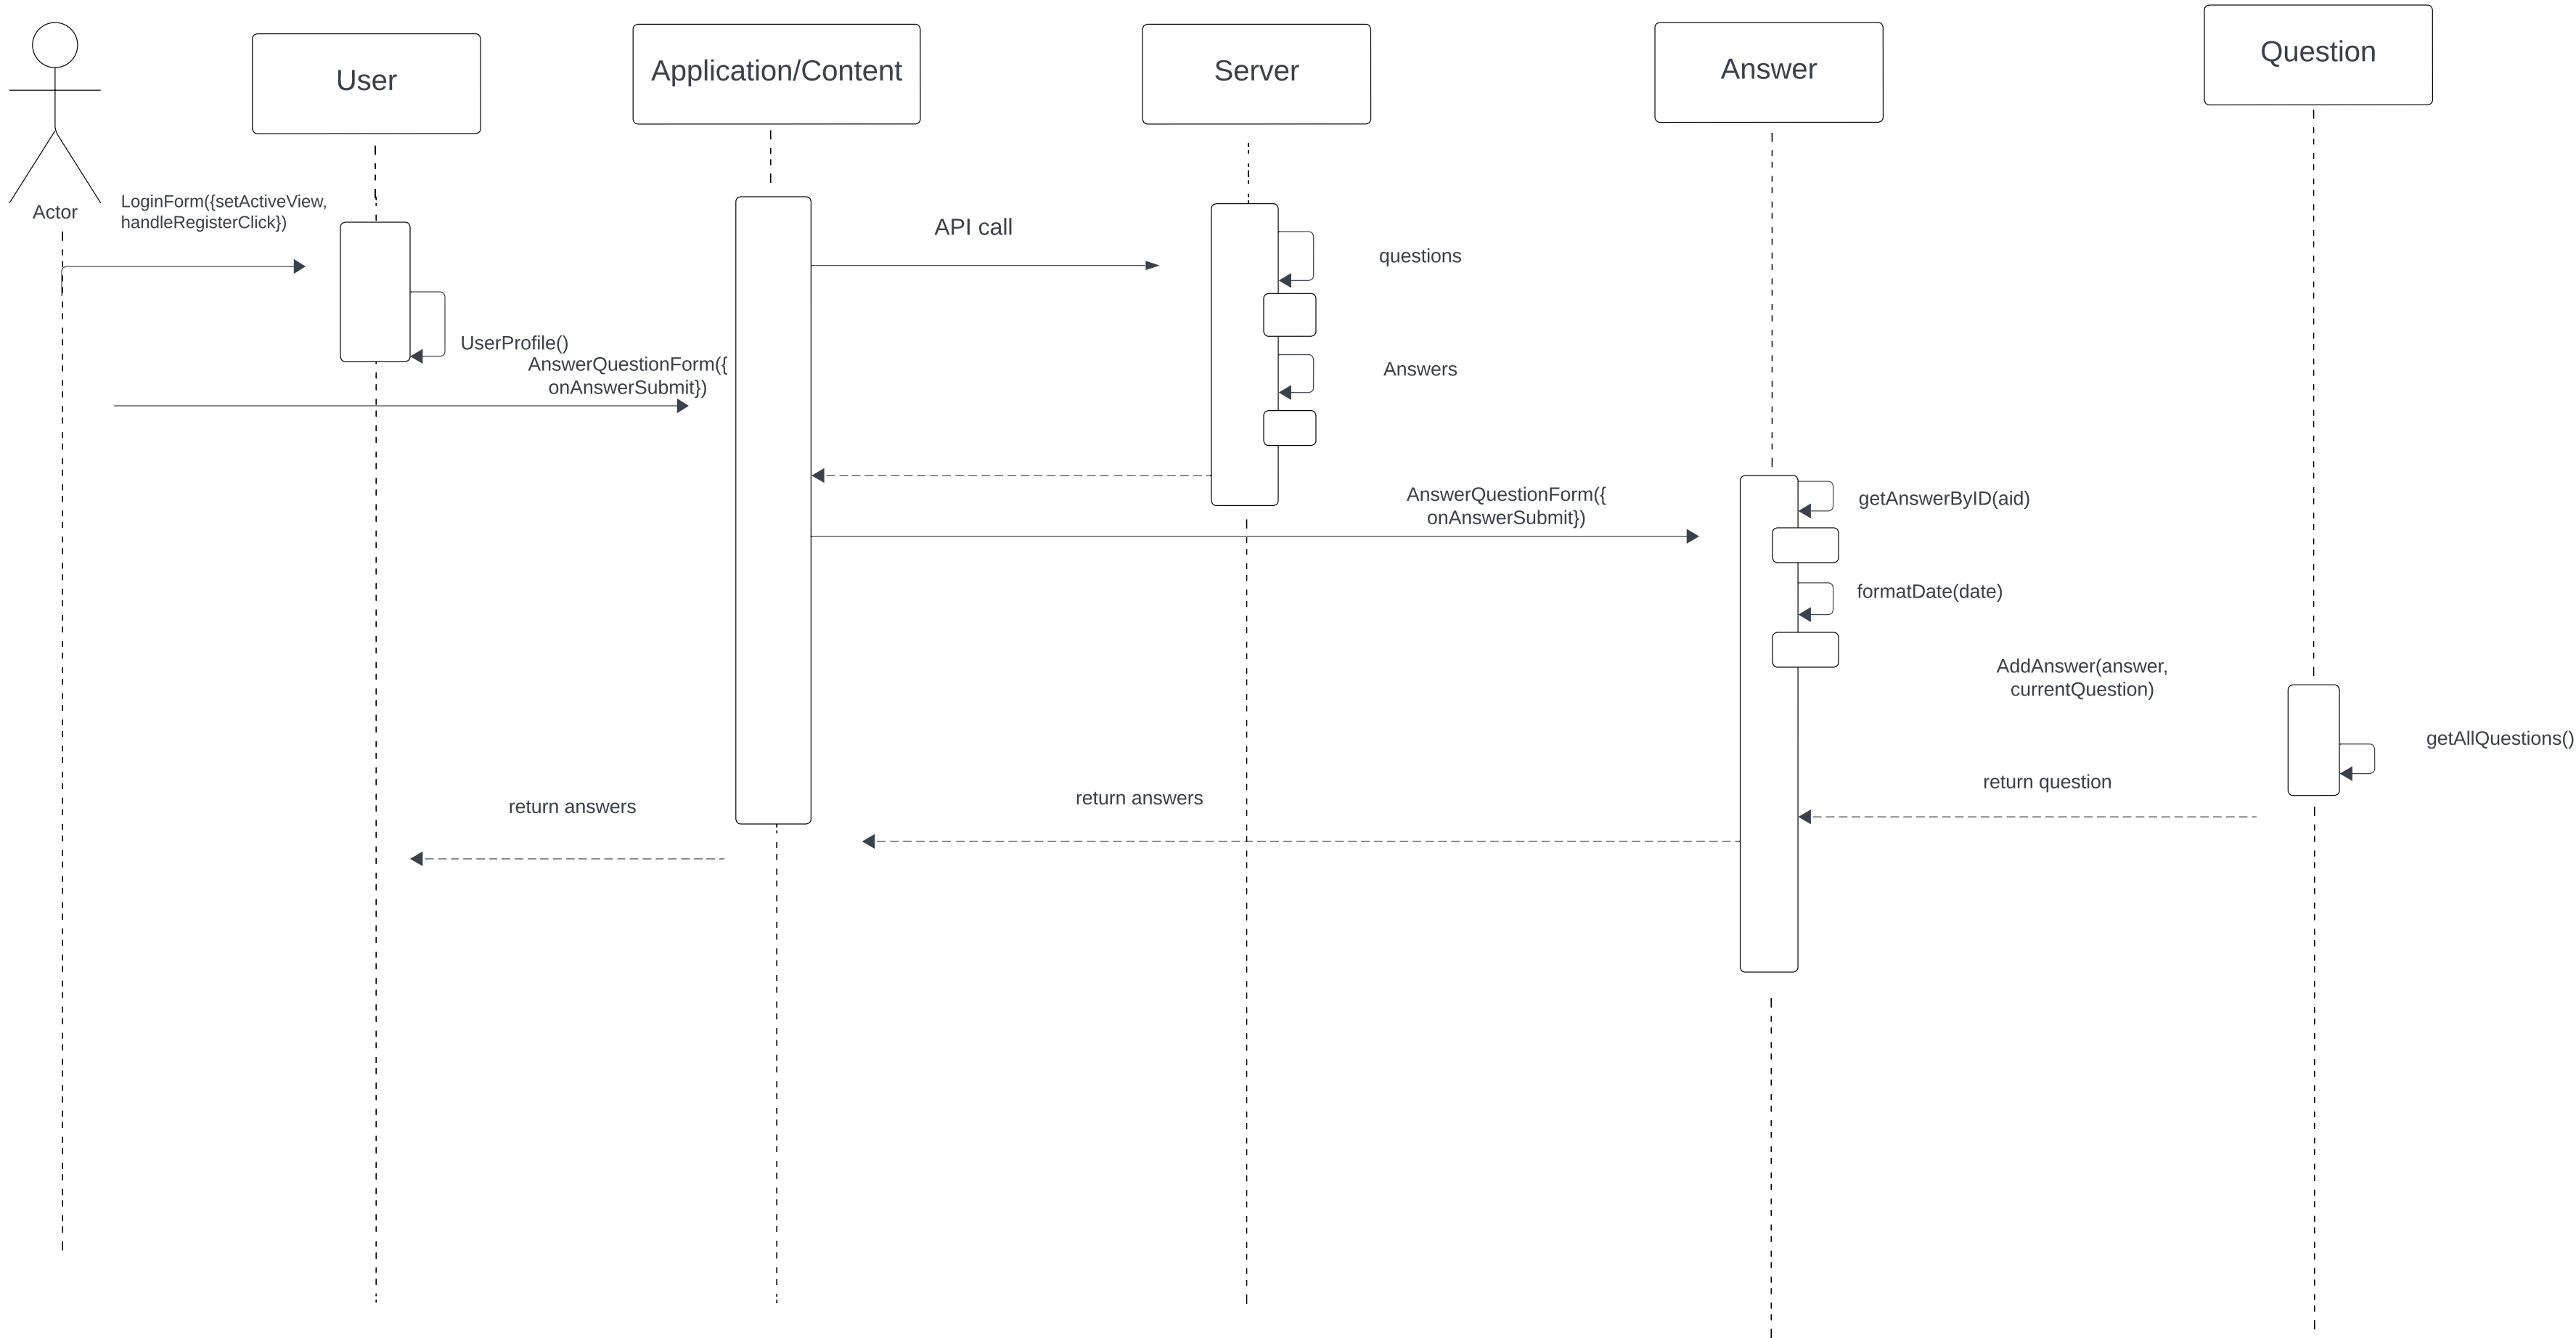 User
Application/Content
Server
Answer
Question
Actor
LoginForm({setActiveView,
handleRegisterClick})
API call
questions
UserProfile()
AnswerQuestionForm({
onAnswerSubmit})
Answers
AnswerQuestionForm({
onAnswerSubmit})
getAnswerByID(aid)
formatDate(date)
AddAnswer(answer,
currentQuestion)
getAllQuestions()
return question
return answers
return answers